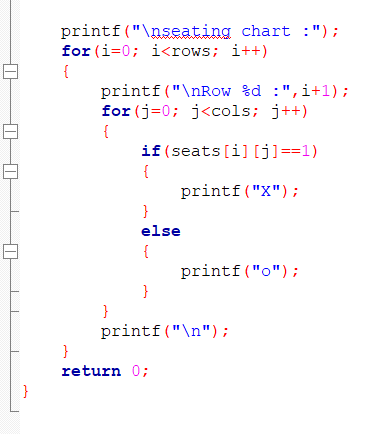 printf("\nseating chart :");
for(i=0; i<rows; i++)
{
printf("\nRow %d :",i+1);
for(j=0; j<cols; j++)
{
if(seats[i][j]==1)
{
printf("X");
}
else
{
printf("o");
}
}
printf("\n");
}
return 0;
}